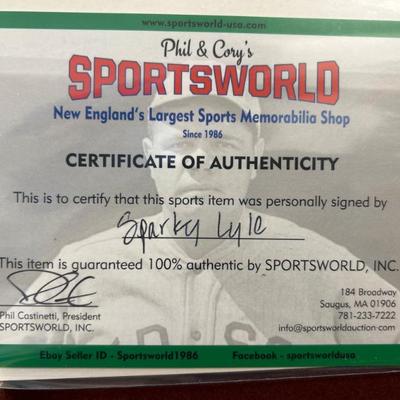 www.sportsworld-usa.com
Phil & Cory's
SPORTSWORLD
New England's Largest Sports Memorabilia Shop
Since 1986
CERTIFICATE OF AUTHENTICITY
This is to certify that this sports item was personally signed by
Sparky Lyle
This item is guaranteed 100% authentic by SPORTSWORLD, INC.
184 Broadway
Saugus, MA 01906
Phil Castinetti, President 781-233-7222
SPORTSWORLD, INC. info@sportsworldauction.com
Ebay Seller ID - Sportsworld1986 Facebook - sportsworldusa